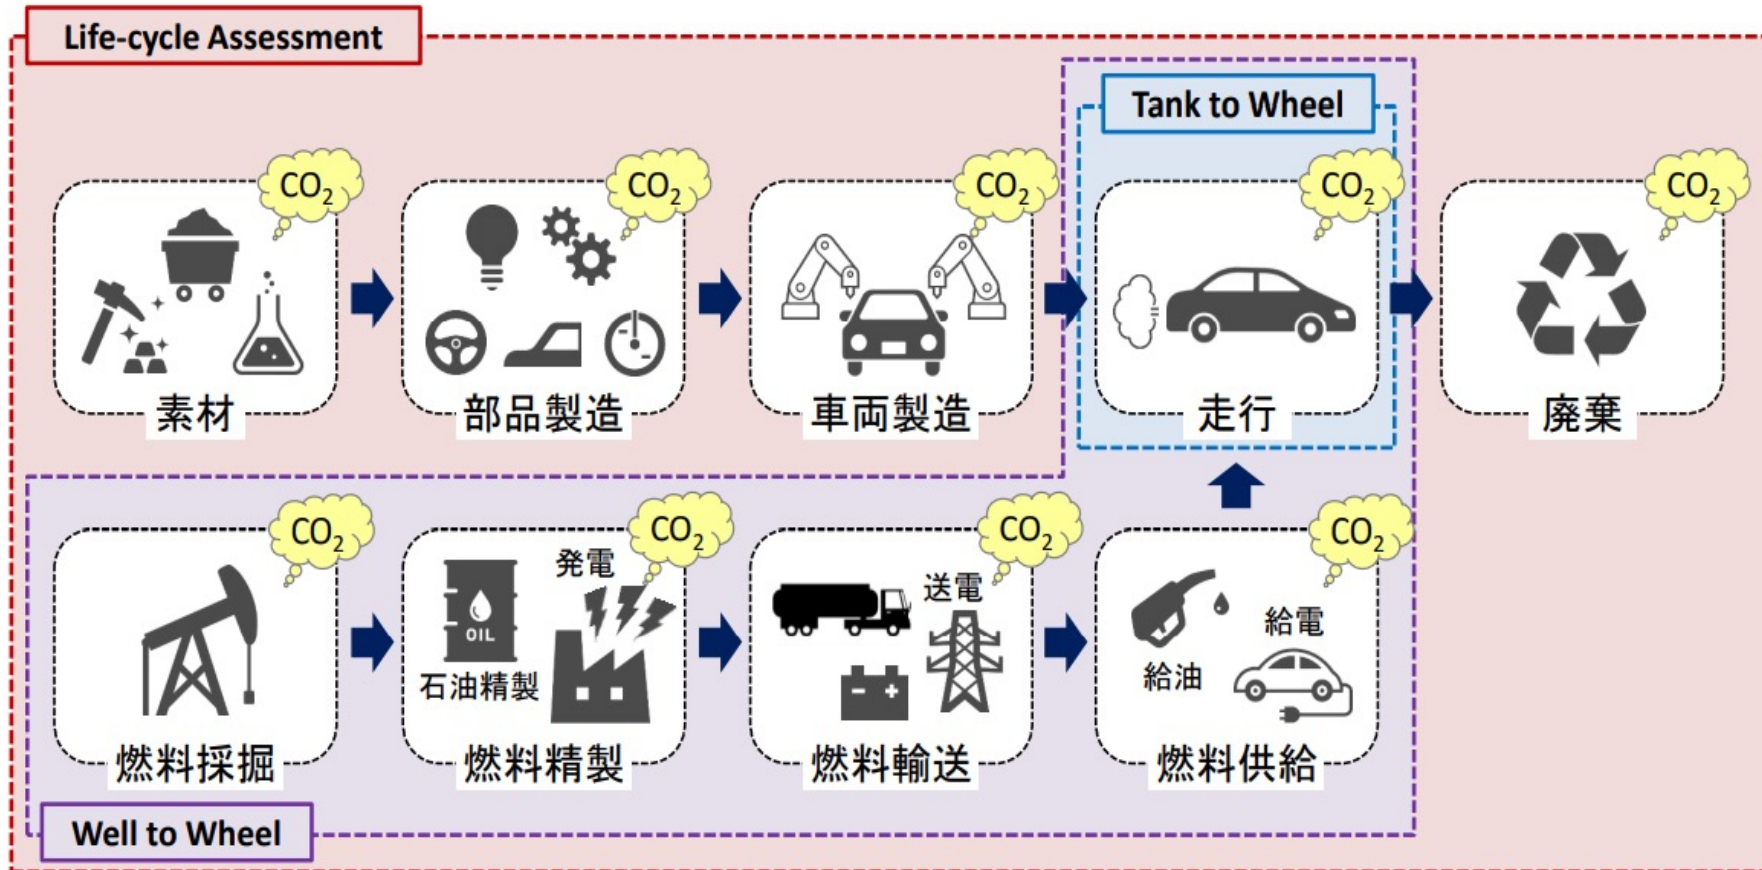 Life-cycle Assessment
Tank to Wheel
CO₂
CO₂
CO₂
CO₂
CO₂
素材
部品製造
車両製造
走行
廃棄
CO₂
CO₂
CO₂
CO₂
発電
OIL
石油精製
送電
給電
給油
燃料採掘
燃料精製
燃料輸送
燃料供給
Well to Wheel